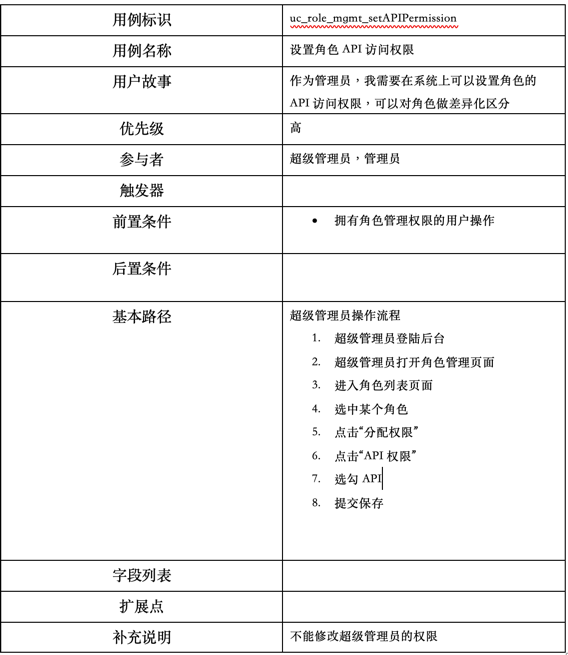 用例标识 uc_role_mgmt_setAPIPermission
用例名称 设置角色 API 访问权限
用户故事 作为管理员，我需要在系统上可以设置角色的
API 访问权限，可以对角色做差异化区分
优先级 高
参与者 超级管理员，管理员
触发器
前置条件 • 拥有角色管理权限的用户操作
后置条件
基本路径 超级管理员操作流程
1. 超级管理员登陆后台
2. 超级管理员打开角色管理页面
3. 进入角色列表页面
4. 选中某个角色
5. 点击“分配权限”
6. 点击“API 权限”
7. 选勾 API
8. 提交保存
字段列表
扩展点
补充说明 不能修改超级管理员的权限